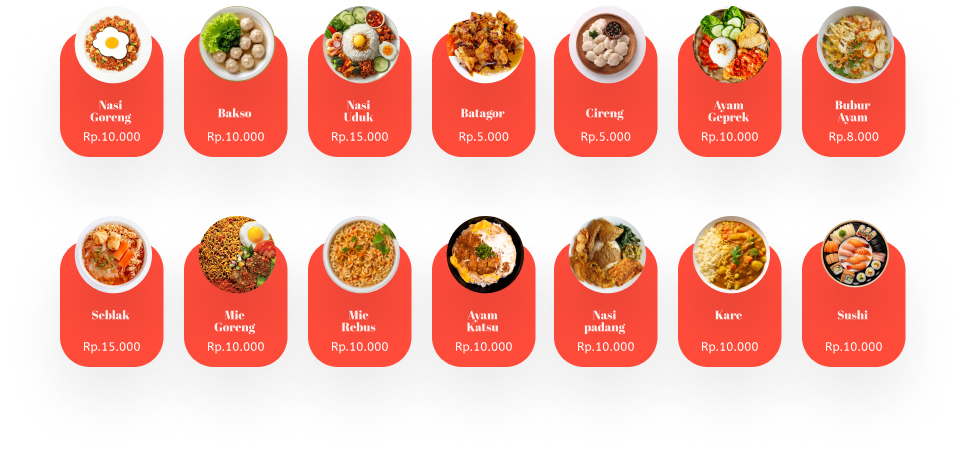 Nasi
Goreng
Rp.10.000
Bakso
Rp.10.000
Nasi
Uduk
Rp.15.000
Batagor
Rp.5.000
Cireng
Rp.5.000
Ayam
Geprek
Rp.10.000
Bubur
Ayam
Rp.8.000
Seblak
Rp.15.000
Mie
Goreng
Rp.10.000
Mie
Rebus
Rp.10.000
Ayam
Katsu
Rp.10.000
Nasi
padang
Rp.10.000
Kare
Rp.10.000
Sushi
Rp.10.000